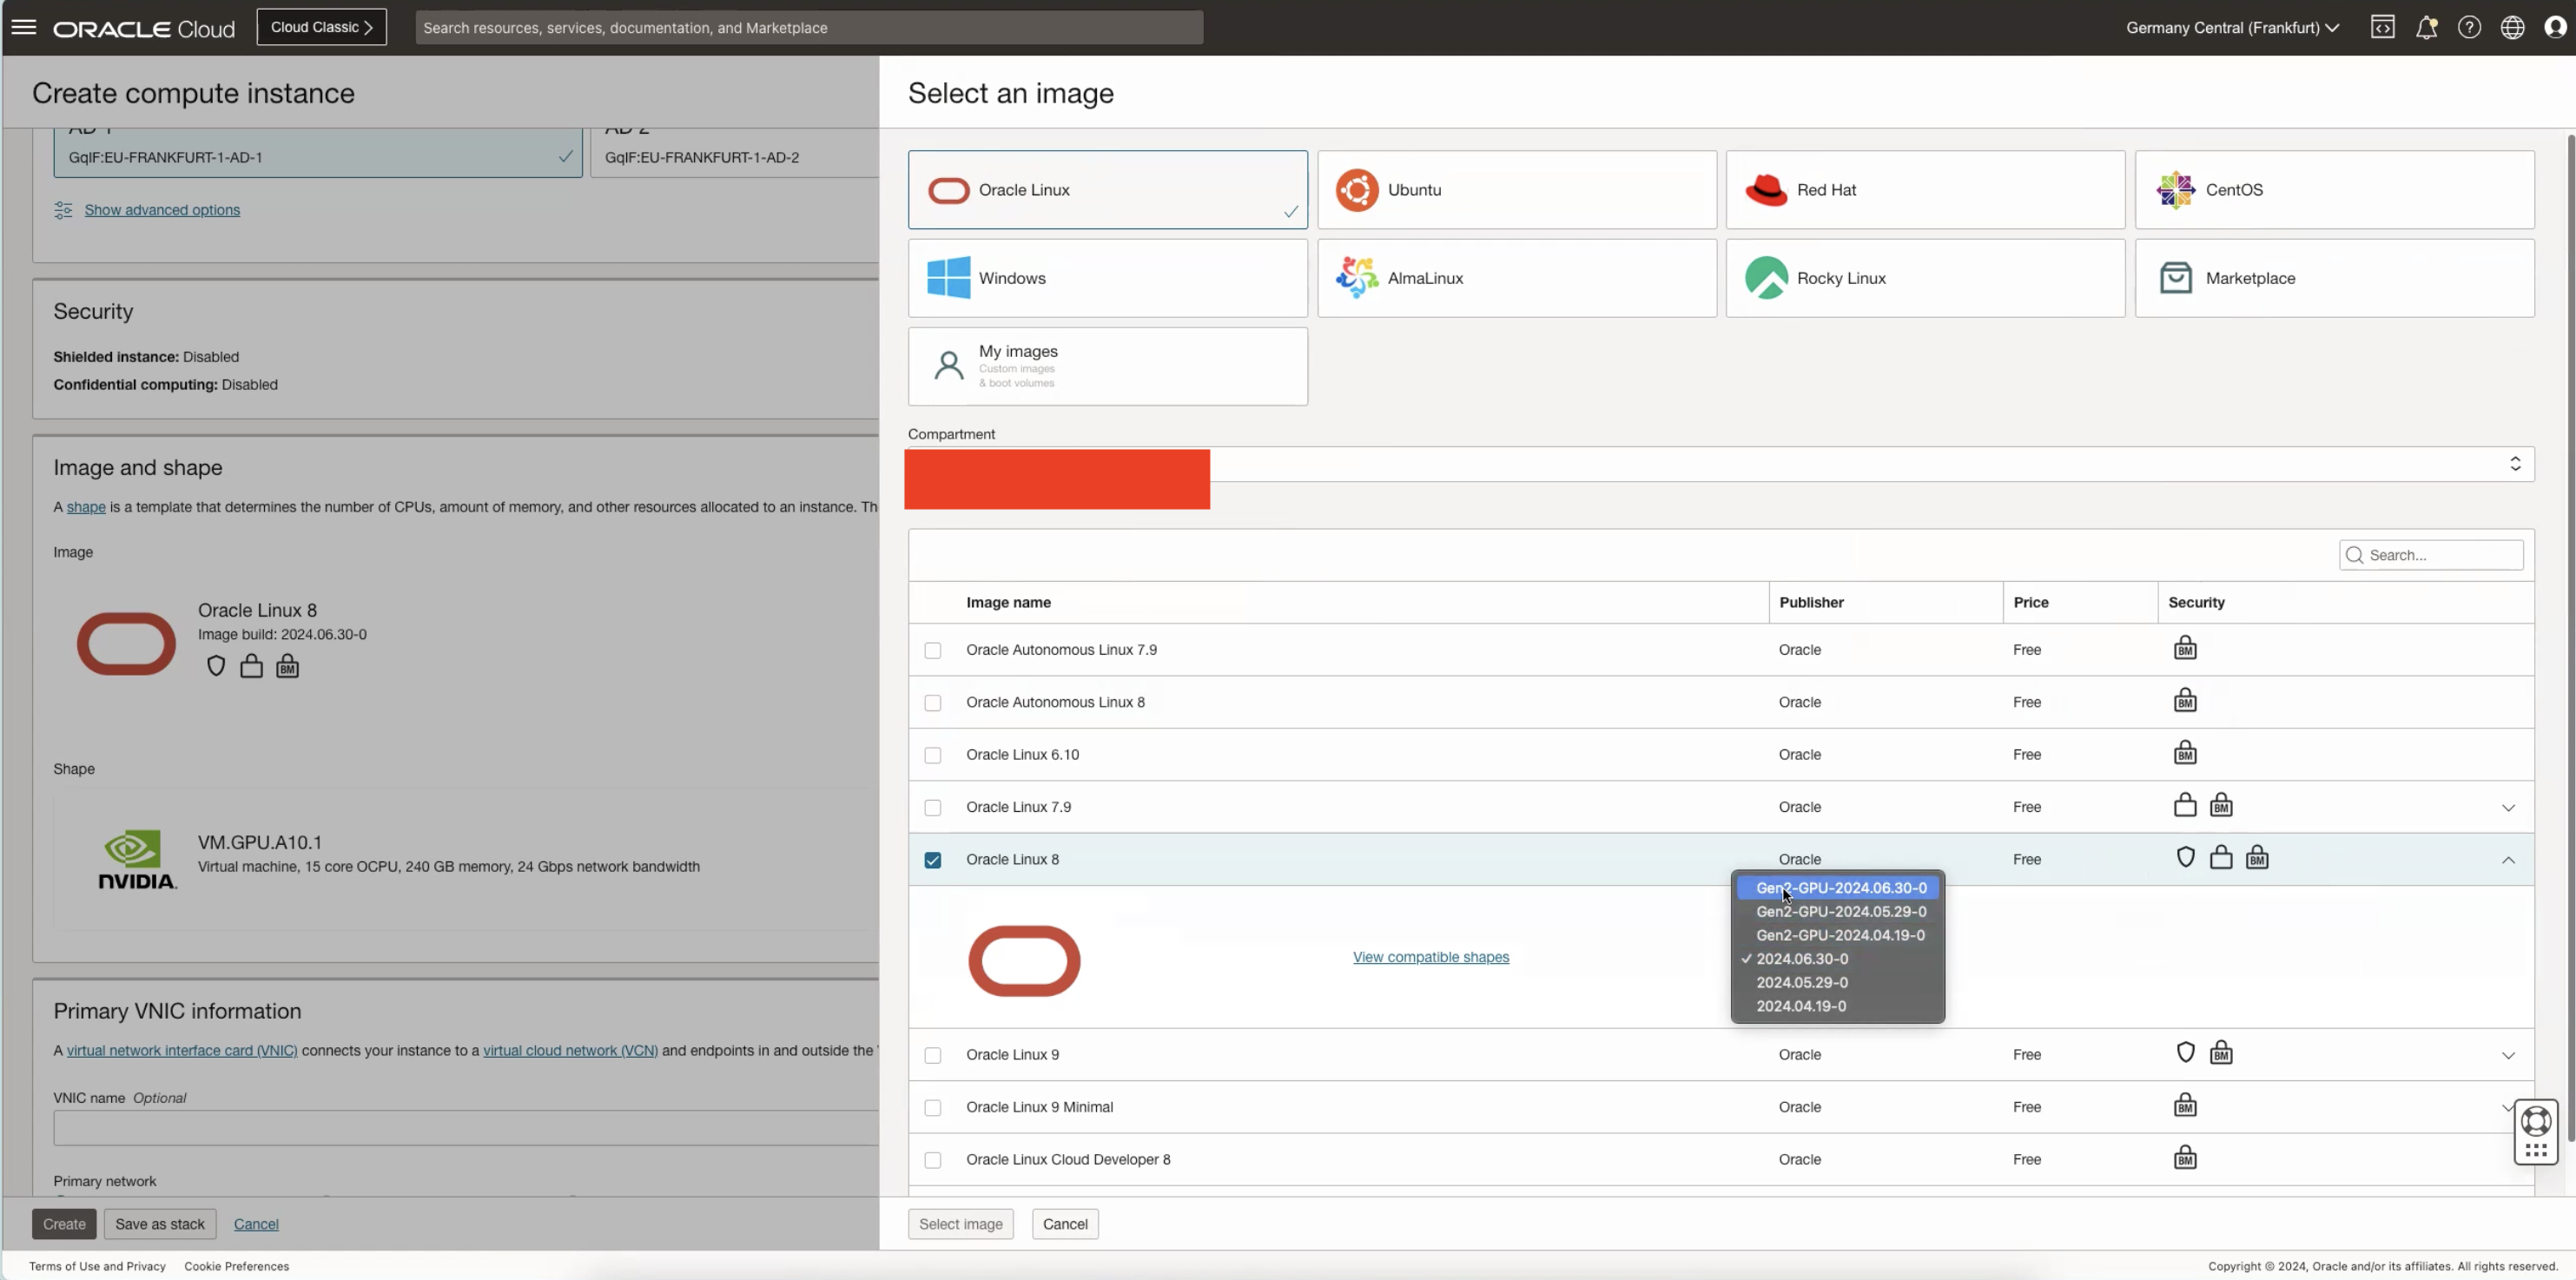 ORACLE Cloud
Cloud Classic
Search resources, services, documentation, and Marketplace
Germany Central (Frankfurt)
Create compute instance
AD-1
GqIF:EU-FRANKFURT-1-AD-1
AD-2
GqIF:EU-FRANKFURT-1-AD-2
Show advanced options
Security
Shielded instance: Disabled
Confidential computing: Disabled
Image and shape
A shape is a template that determines the number of CPUs, amount of memory, and other resources allocated to an instance. Th
Image
Oracle Linux 8
Image build: 2024.06.30-0
BM
Shape
NVIDIA.
VM.GPU.A10.1
Virtual machine, 15 core OCPU, 240 GB memory, 24 Gbps network bandwidth
Primary VNIC information
A virtual network interface card (VNIC) connects your instance to a virtual cloud network (VCN) and endpoints in and outside the
VNIC name Optional
Primary network
Create
Save as stack
Cancel
Select an image
Oracle Linux
Ubuntu
Red Hat
CentOS
Windows
AlmaLinux
Rocky Linux
Marketplace
My images
Custom images
& boot volumes
Compartment
Search...
Image name Publisher Price Security
Oracle Autonomous Linux 7.9 Oracle Free BM
Oracle Autonomous Linux 8 Oracle Free BM
Oracle Linux 6.10 Oracle Free BM
Oracle Linux 7.9 Oracle Free BM
Oracle Linux 8 Oracle Free BM
View compatible shapes
Gen2-GPU-2024.06.30-0
Gen2-GPU-2024.05.29-0
Gen2-GPU-2024.04.19-0
2024.06.30-0
2024.05.29-0
2024.04.19-0
Oracle Linux 9 Oracle Free BM
Oracle Linux 9 Minimal Oracle Free BM
Oracle Linux Cloud Developer 8 Oracle Free BM
Select image
Cancel
Terms of Use and Privacy
Cookie Preferences
Copyright © 2024, Oracle and/or its affiliates. All rights reserved.